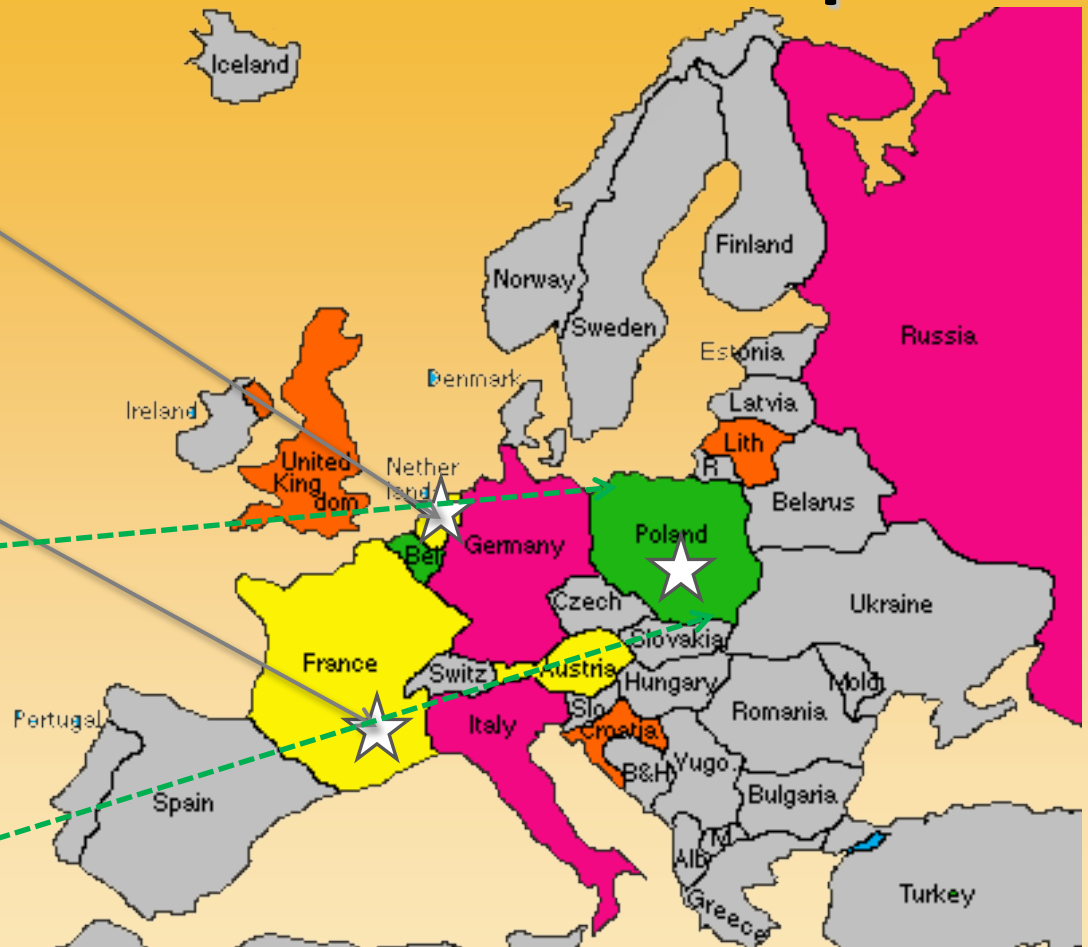 Iceland
Norway
Finland
Sweden
Russia
Estonia
Denmark
Latvia
Ireland
Lith
United
King
dom
Nether
land
R
Belarus
Poland
Germany
Bel
Czech
Ukraine
Slovakia
France
Austria
Switz
Hungary
Mold
Portugal
Slo
Romania
Italy
Croatia
Yugo.
B&H
Bulgaria
Spain
M
Alb
Turkey
Greece